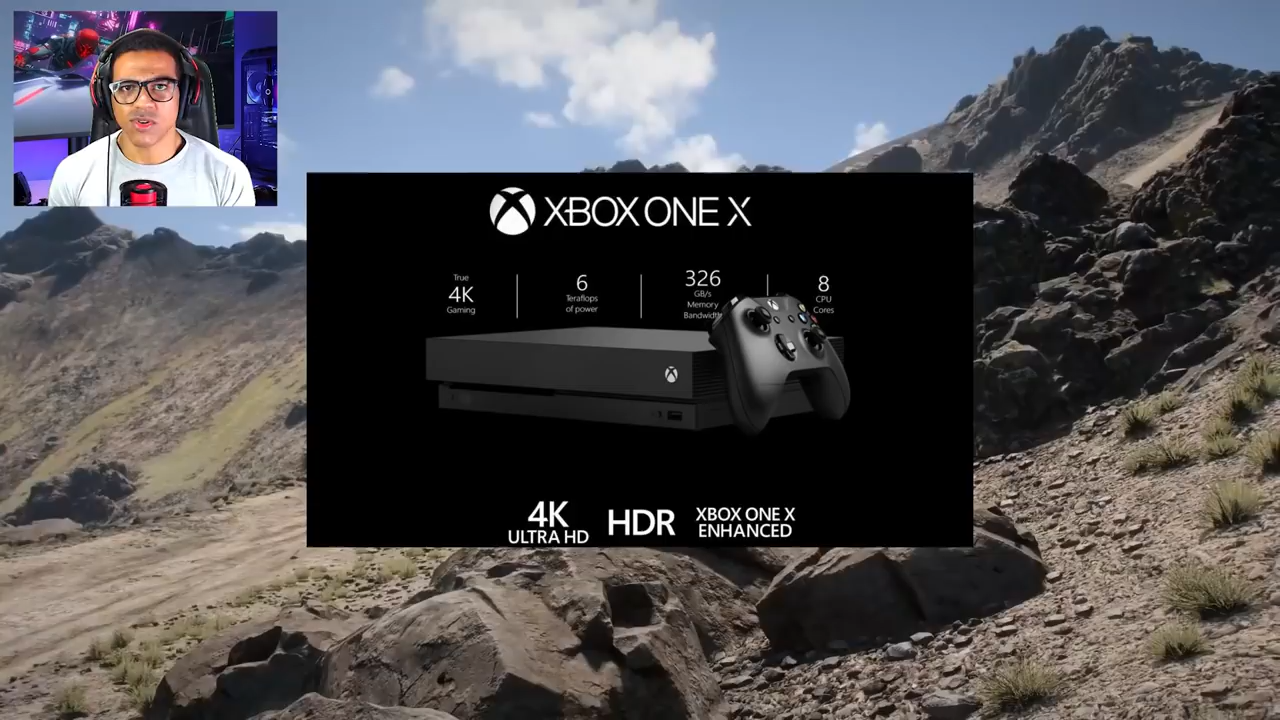 XBOX ONE X
True
4K
Gaming
6
Teraflops
of power
326
GB/s
Memory
Bandwidth
8
CPU
Cores
4K
ULTRA HD
HDR
XBOX ONE X
ENHANCED